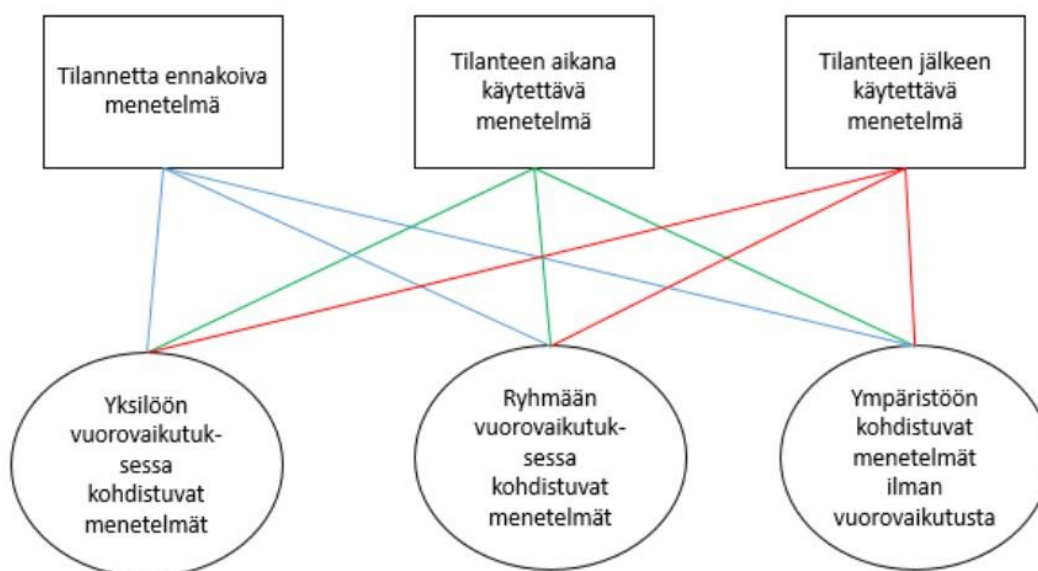 Tilannetta ennakoiva
menetelmä
Tilanteen aikana
käytettävä
menetelmä
Tilanteen jälkeen
käytettävä
menetelmä
Yksilöön
vuorovaikutuk-
sessa
kohdistuvat
menetelmät
Ryhmään
vuorovaikutuk-
sessa
kohdistuvat
menetelmät
Ympäristöön
kohdistuvat
menetelmät
ilman
vuorovaikutusta